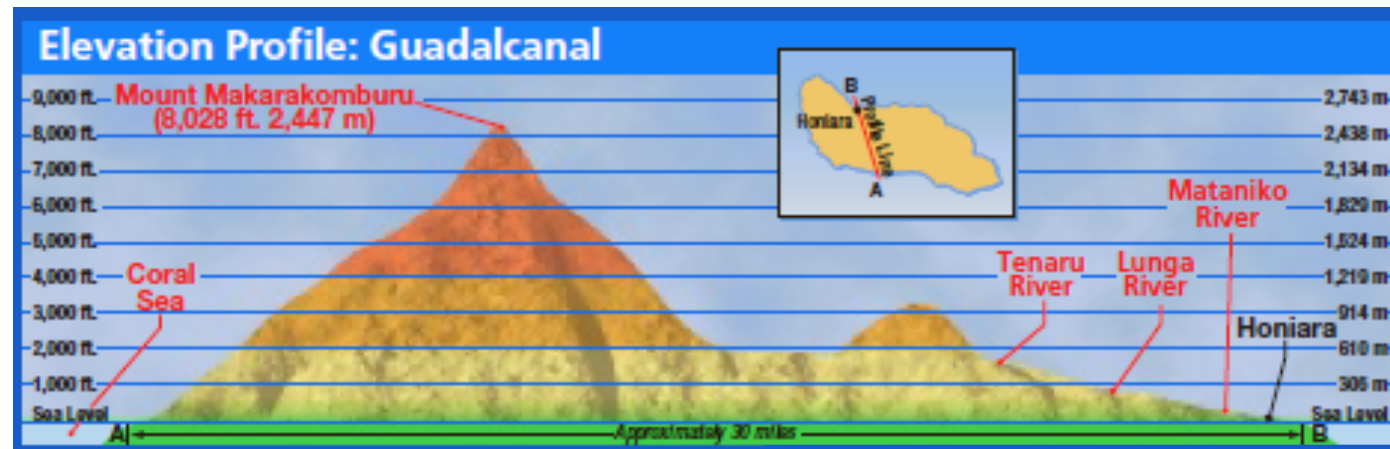 Elevation Profile: Guadalcanal
9,000 ft.
Mount Makarakomburu
(8,028 ft. 2,447 m)
8,000 ft.
7,000 ft.
6,000 ft.
5,000 ft.
4,000 ft.
3,000 ft.
2,000 ft.
1,000 ft.
Sea Level
Coral
Sea
B
Honiara
Profile Line
A
Tenaru
River
Lunga
River
Mataniko
River
Honiara
2,743 m
2,438 m
2,134 m
1,829 m
1,524 m
1,219 m
914 m
610 m
305 m
Sea Level
A
Approximately 30 miles
B